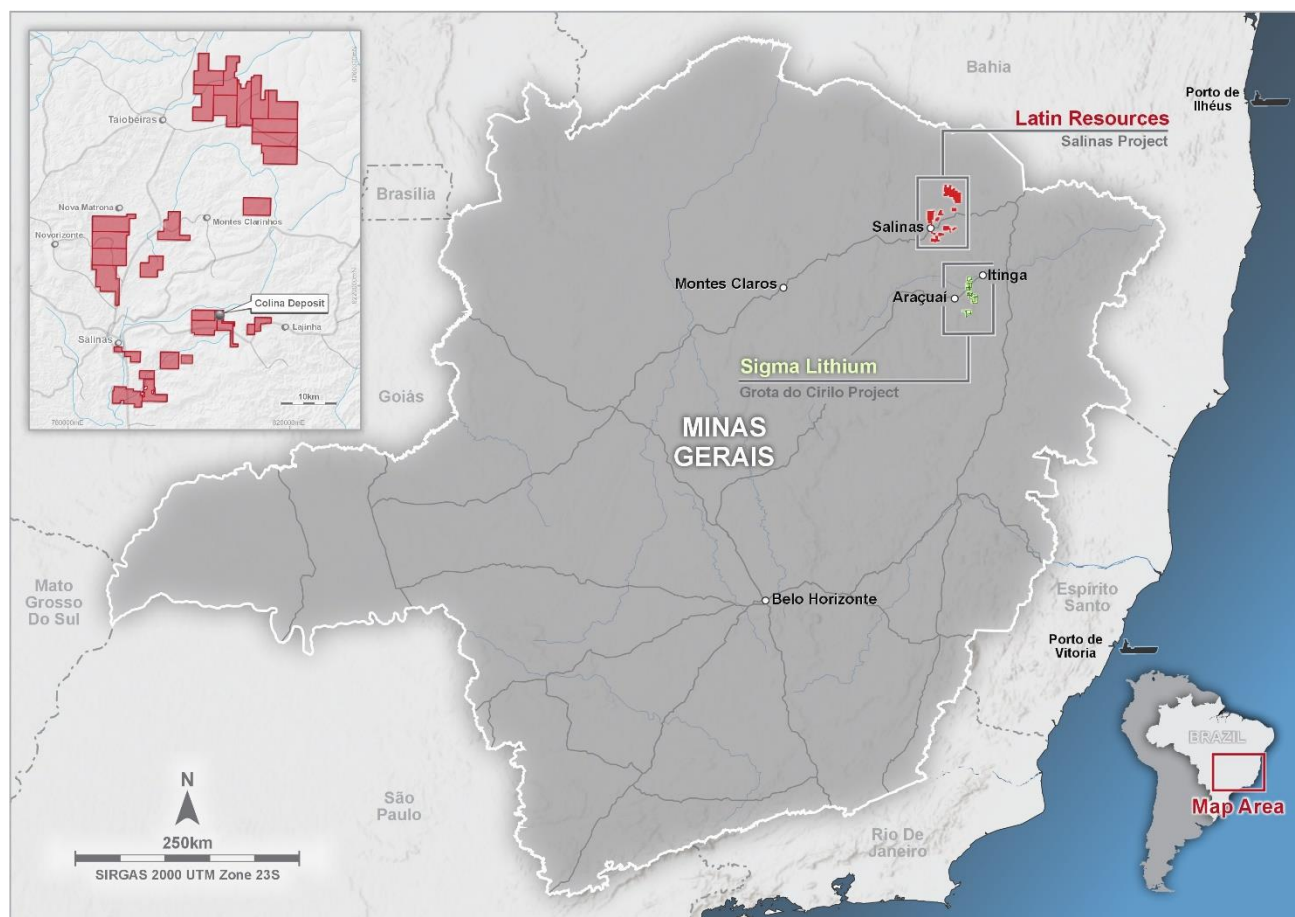 Taiobeiras
Nova Matrona
Montes Clarinhos
Novorizonte
Colina Deposit
Salinas
Lajinha
10km
Bahia
Porto de
Ilhéus
Latin Resources
Salinas Project
Brasília
Salinas
Montes Claros
Itinga
Araçuai
Sigma Lithium
Grota do Cirilo Project
Goiás
MINAS
GERAIS
Mato
Grosso
Do Sul
Belo Horizonte
Espírito
Santo
Porto de
Vitoria
BRAZIL
Map Area
N
250km
SIRGAS 2000 UTM Zone 23S
São
Paulo
Rio De
Janeiro